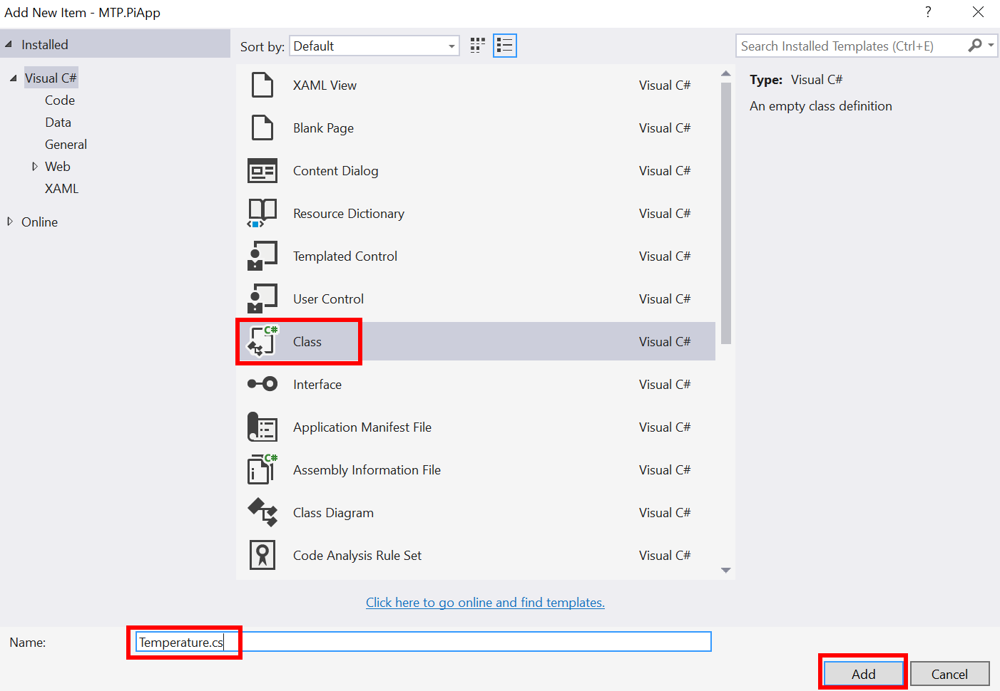 Add New Item - MTP.PiApp
?
Installed
Sort by: Default
Search Installed Templates (Ctrl+E)
Visual C#
Code
Data
General
Web
XAML
Online
XAML View Visual C#
Blank Page Visual C#
Content Dialog Visual C#
Resource Dictionary Visual C#
Templated Control Visual C#
User Control Visual C#
C# Class Visual C#
Interface Visual C#
Application Manifest File Visual C#
C# Assembly Information File Visual C#
Class Diagram Visual C#
Code Analysis Rule Set Visual C#
Type: Visual C#
An empty class definition
Click here to go online and find templates.
Name: Temperature.cs
Add Cancel